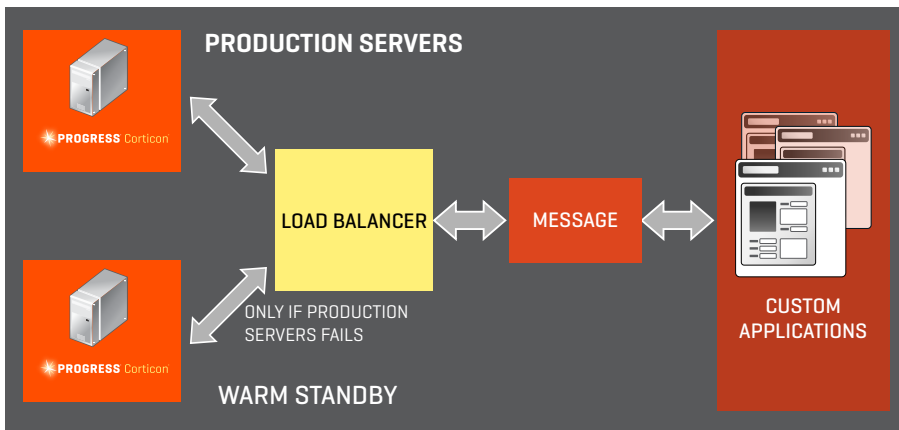 PRODUCTION SERVERS
PROGRESS Corticon
LOAD BALANCER
MESSAGE
ONLY IF PRODUCTION
SERVERS FAILS
CUSTOM
APPLICATIONS
PROGRESS Corticon
WARM STANDBY